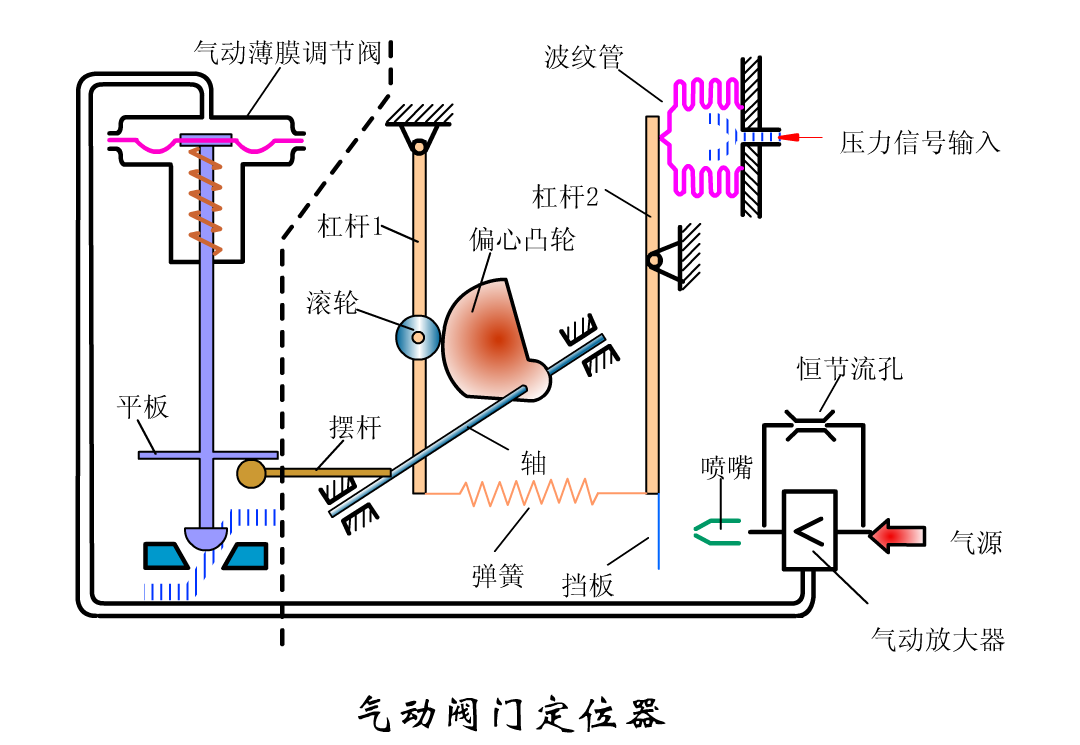 气动薄膜调节阀
波纹管
压力信号输入
杠杆1
杠杆2
偏心凸轮
滚轮
恒节流孔
平板
摆杆
轴
喷嘴
气源
弹簧
挡板
气动放大器
气动阀门定位器